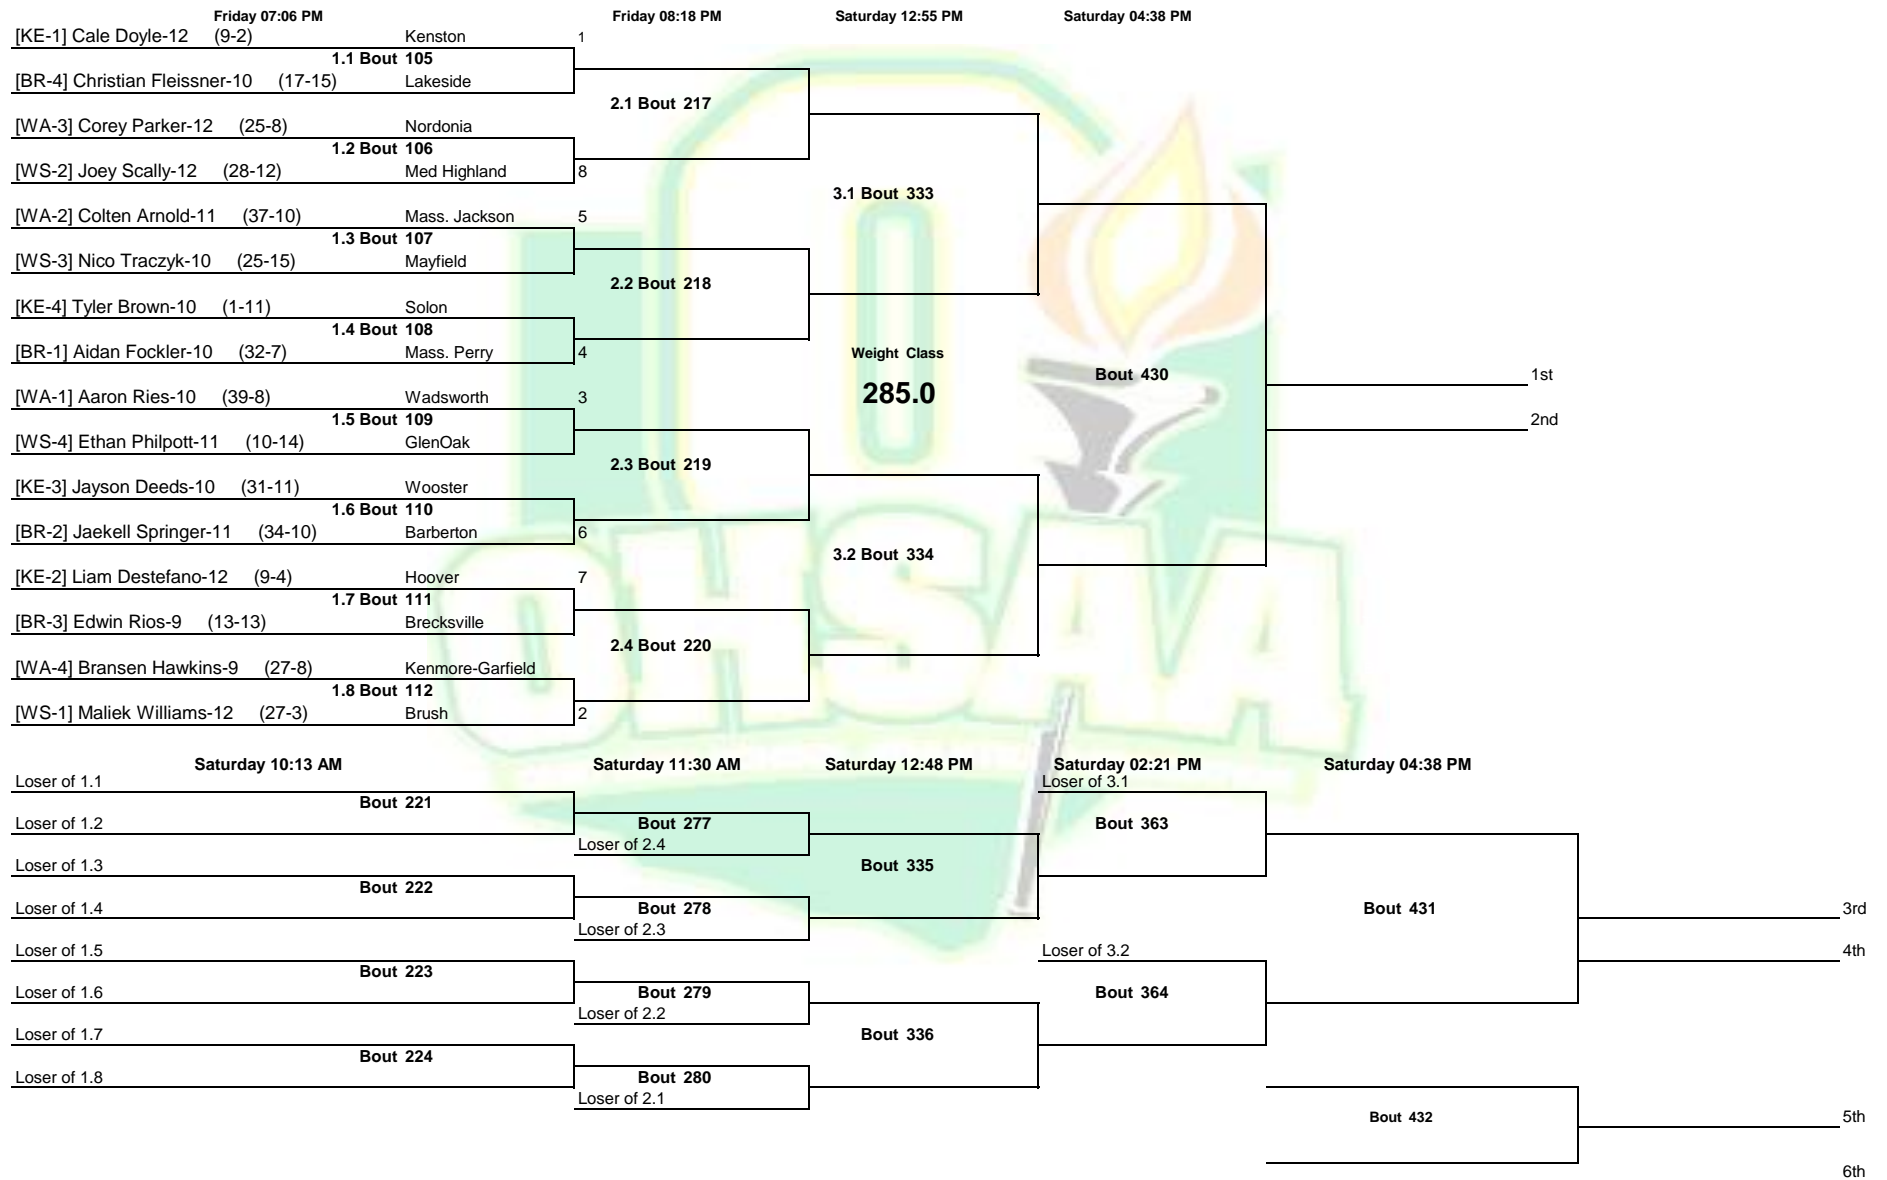 Friday 07:06 PM Friday 08:18 PM Saturday 12:55 PM Saturday 04:38 PM
[KE-1] Cale Doyle-12 (9-2) Kenston 1
1.1 Bout 105
[BR-4] Christian Fleissner-10 (17-15) Lakeside
2.1 Bout 217
[WA-3] Corey Parker-12 (25-8) Nordonia
1.2 Bout 106
[WS-2] Joey Scally-12 (28-12) Med Highland 8
3.1 Bout 333
[WA-2] Colten Arnold-11 (37-10) Mass. Jackson 5
1.3 Bout 107
[WS-3] Nico Traczyk-10 (25-15) Mayfield
2.2 Bout 218
[KE-4] Tyler Brown-10 (1-11) Solon
1.4 Bout 108
[BR-1] Aidan Fockler-10 (32-7) Mass. Perry 4
Weight Class
Bout 430 1st
285.0
[WA-1] Aaron Ries-10 (39-8) Wadsworth 3
1.5 Bout 109 2nd
[WS-4] Ethan Philpott-11 (10-14) GlenOak
2.3 Bout 219
[KE-3] Jayson Deeds-10 (31-11) Wooster
1.6 Bout 110
[BR-2] Jaekell Springer-11 (34-10) Barberton 6
3.2 Bout 334
[KE-2] Liam Destefano-12 (9-4) Hoover 7
1.7 Bout 111
[BR-3] Edwin Rios-9 (13-13) Brecksville
2.4 Bout 220
[WA-4] Bransen Hawkins-9 (27-8) Kenmore-Garfield
1.8 Bout 112
[WS-1] Maliek Williams-12 (27-3) Brush 2
OHSAA
Saturday 10:13 AM Saturday 11:30 AM Saturday 12:48 PM Saturday 02:21 PM Saturday 04:38 PM
Loser of 1.1 Loser of 3.1
Bout 221
Loser of 1.2 Bout 277 Bout 363
Loser of 2.4
Loser of 1.3 Bout 335
Bout 222
Loser of 1.4 Bout 278 Bout 431 3rd
Loser of 2.3
Loser of 1.5 Loser of 3.2 4th
Bout 223
Loser of 1.6 Bout 279 Bout 364
Loser of 2.2
Loser of 1.7 Bout 336
Bout 224
Loser of 1.8 Bout 280
Loser of 2.1
Bout 432 5th
6th